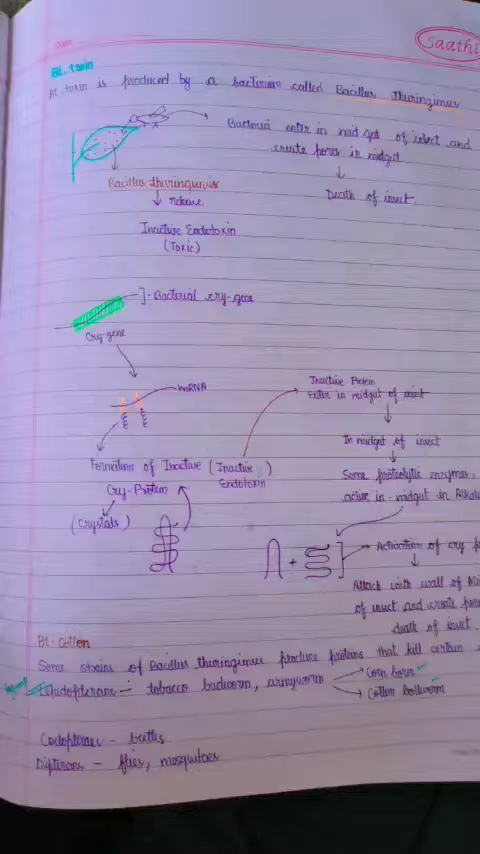 Date
Saathi
Bt. toxin
Bt. toxin is produced by a bacterium called Bacillus thuringimus
Bacteria enter in mid gut of insect and
create pores in midgut
Death of insect.
Bacillus thuringimus
release
Inactive Endotoxin
(Toxic)
Bacterial cry-gene
Cry-gene
mRNA
Inactive Protein
Enter in midgut of insect
In midgut of insect
Formation of Inactive (Inactive Endotoxin)
Cry-Protein
(Crystals)
Some proteolytic enzymes,
active in midgut in
+
Activation of cry
Attack with wall of
of insect and create
death of insect.
Bt. Cotton
Some strains of Bacillus thuringimus produce proteins that kill certain
Lepidopterans - tobacco budworm, armyworm
Corn borer
Cotton bollworm
Coelopterans - beetles
Dipterans - flies, mosquitoes